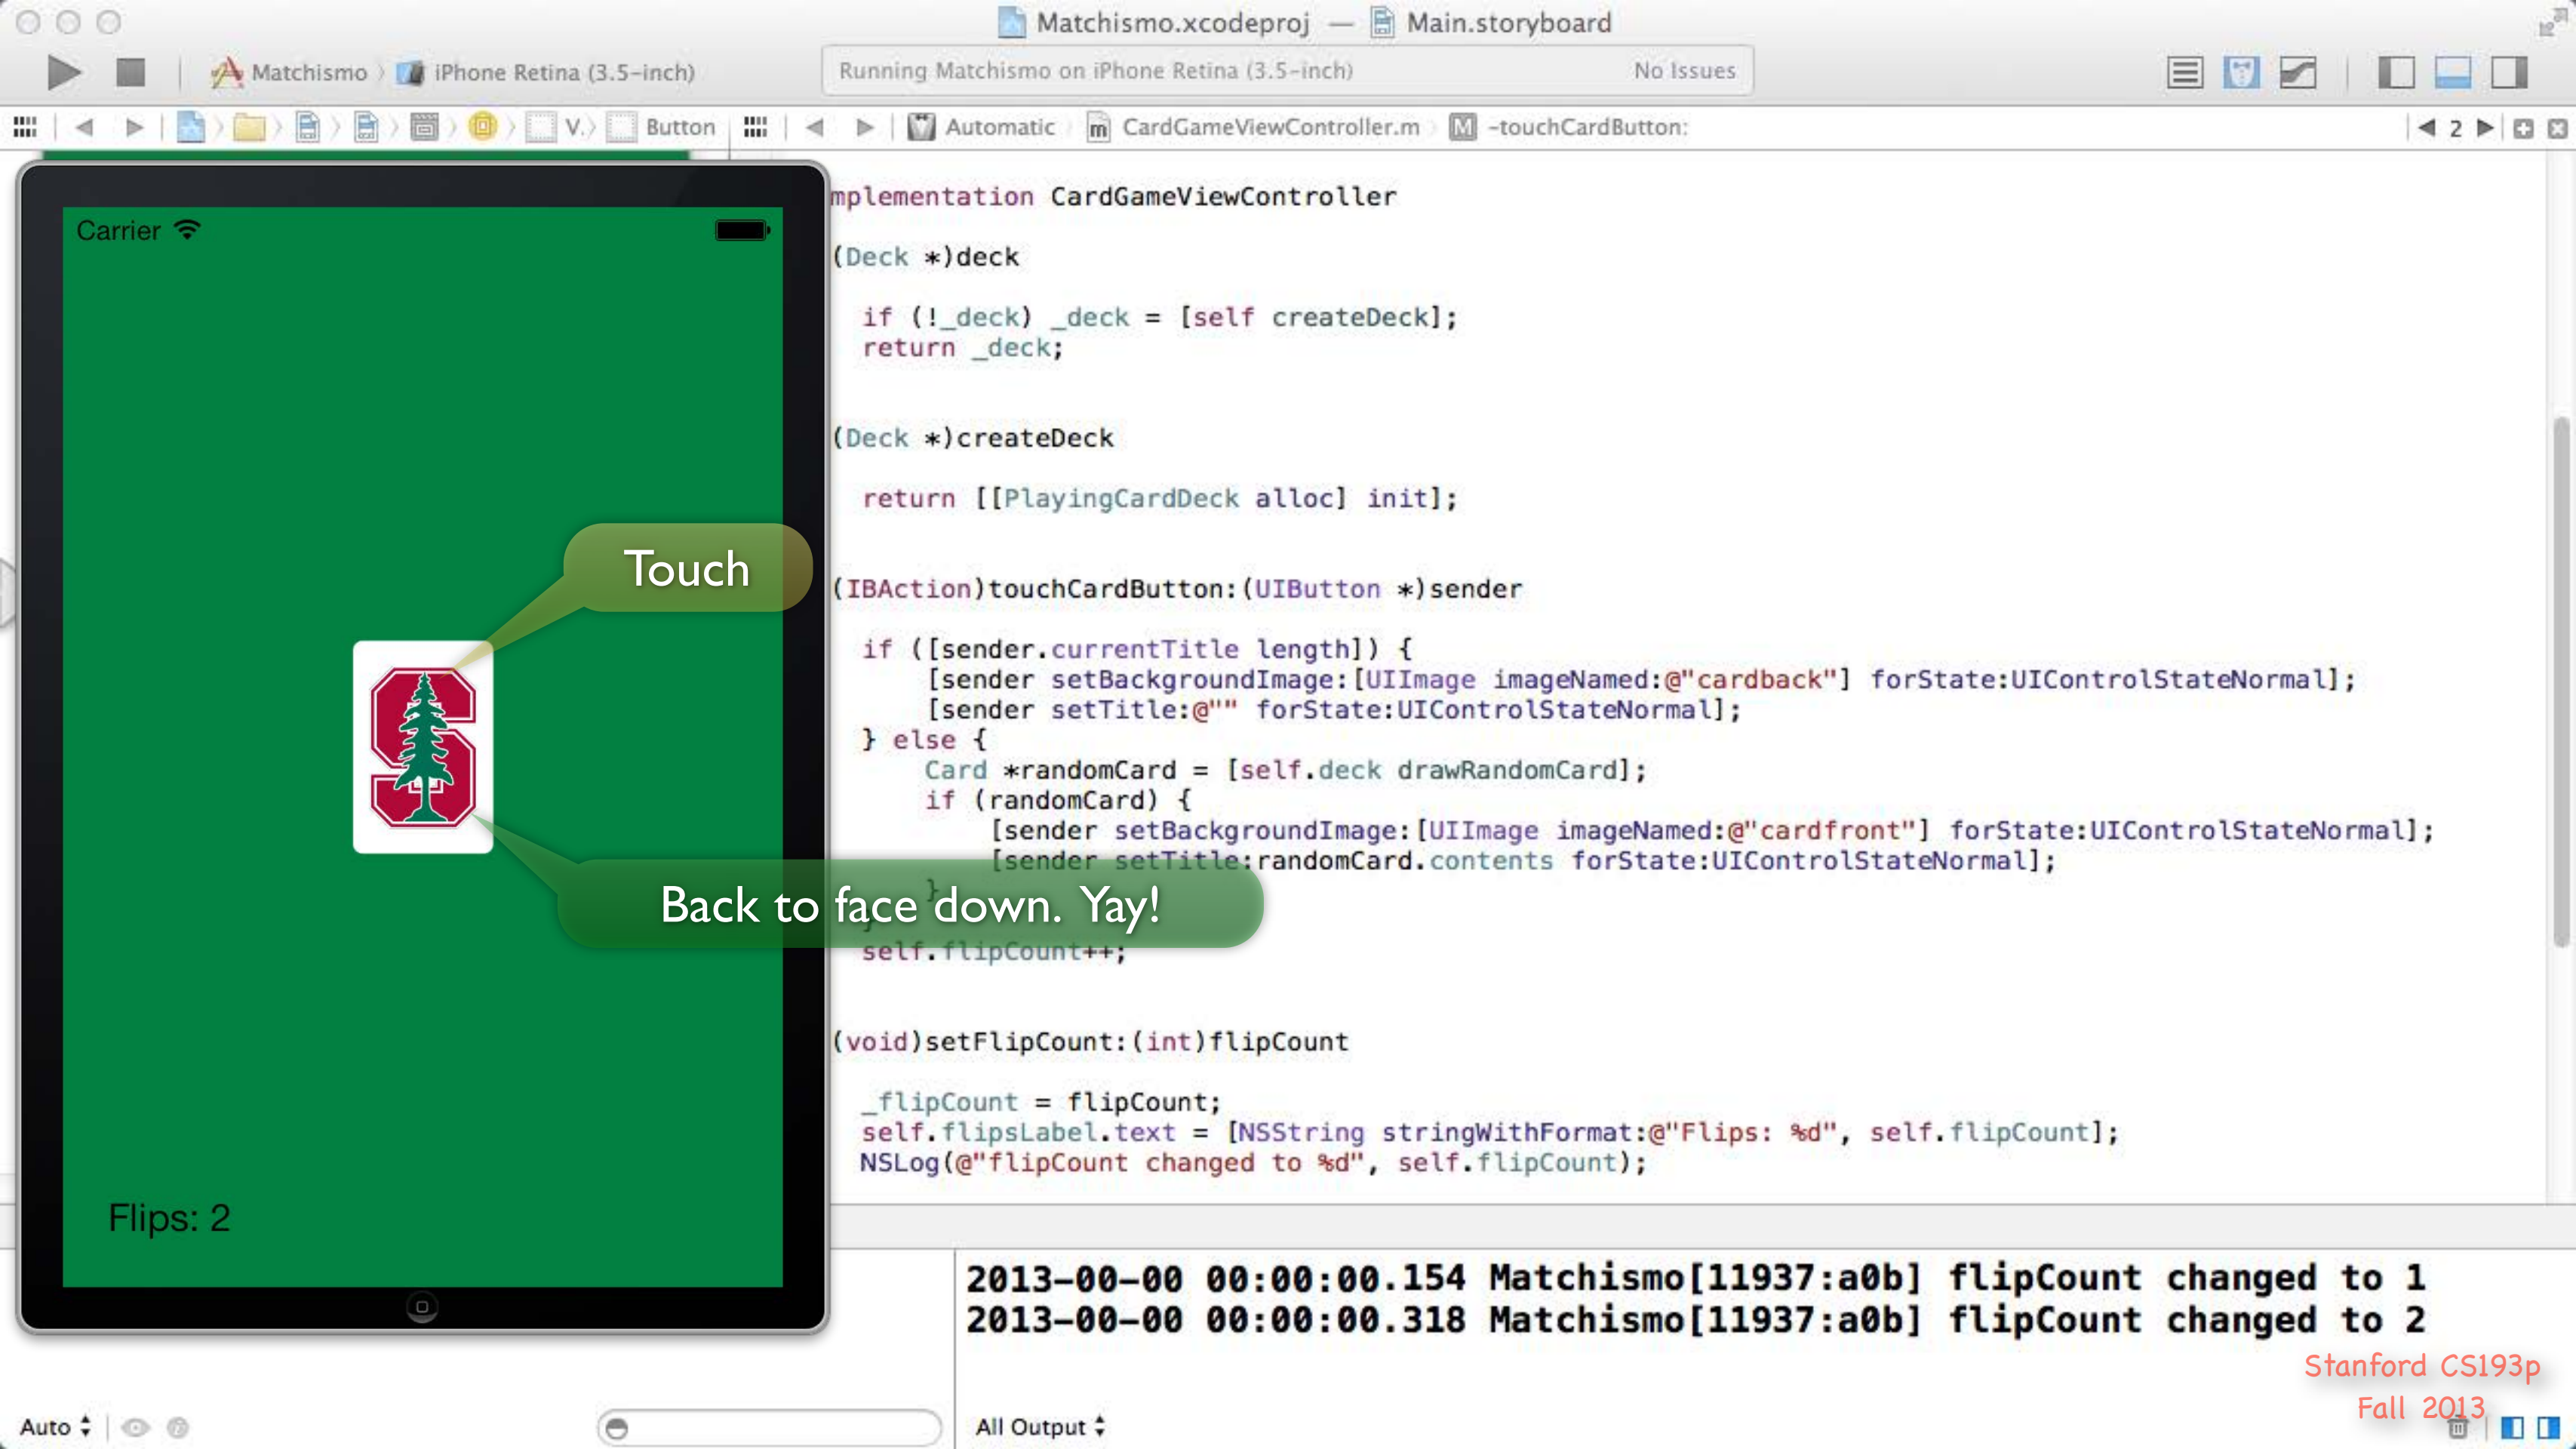 Matchismo.xcodeproj — Main.storyboard
Matchismo iPhone Retina (3.5-inch)
Running Matchismo on iPhone Retina (3.5-inch) No Issues
V. Button
Automatic CardGameViewController.m M -touchCardButton: 2
Carrier
Touch
Back to face down. Yay!
Flips: 2
mplementation CardGameViewController
(Deck *)deck
if (!_deck) _deck = [self createDeck];
return _deck;
(Deck *)createDeck
return [[PlayingCardDeck alloc] init];
(IBAction)touchCardButton:(UIButton *)sender
if ([sender.currentTitle length]) {
[sender setBackgroundImage:[UIImage imageNamed:@"cardback"] forState:UIControlStateNormal];
[sender setTitle:@"" forState:UIControlStateNormal];
} else {
Card *randomCard = [self.deck drawRandomCard];
if (randomCard) {
[sender setBackgroundImage:[UIImage imageNamed:@"cardfront"] forState:UIControlStateNormal];
[sender setTitle:randomCard.contents forState:UIControlStateNormal];
}
}
self.flipCount++;
(void)setFlipCount:(int)flipCount
_flipCount = flipCount;
self.flipsLabel.text = [NSString stringWithFormat:@"Flips: %d", self.flipCount];
NSLog(@"flipCount changed to %d", self.flipCount);
2013-00-00 00:00:00.154 Matchismo[11937:a0b] flipCount changed to 1
2013-00-00 00:00:00.318 Matchismo[11937:a0b] flipCount changed to 2
Stanford CS193p
Fall 2013
Auto
All Output